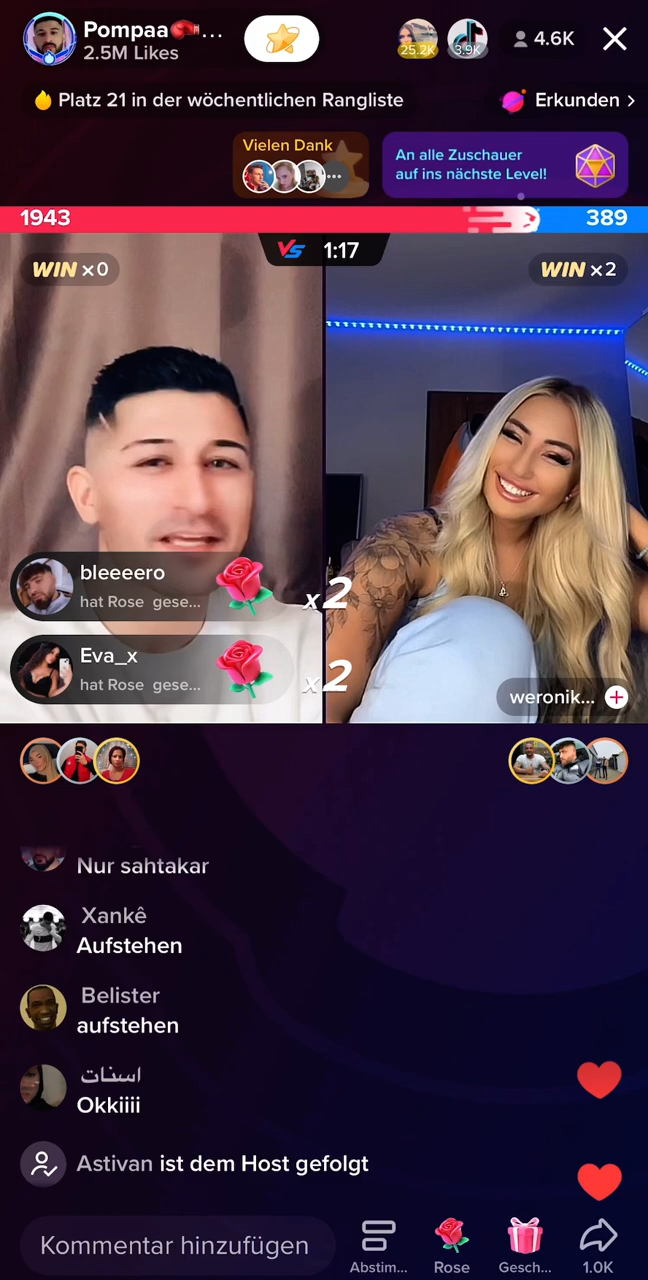 Pompaa🥊...
2.5M Likes
25.2K
3.9K
4.6K
Platz 21 in der wöchentlichen Rangliste
Erkunden >
Vielen Dank
An alle Zuschauer
auf ins nächste Level!
1943
389
VS 1:17
WIN x0
WIN x2
bleeeero
hat Rose gese...
x2
Eva_x
hat Rose gese...
x2
weronik...
Nur sahtakar
Xankê
Aufstehen
Belister
aufstehen
اسنات
Okkiiii
Astivan ist dem Host gefolgt
Kommentar hinzufügen
Abstim...
Rose
Gesch...
1.0K